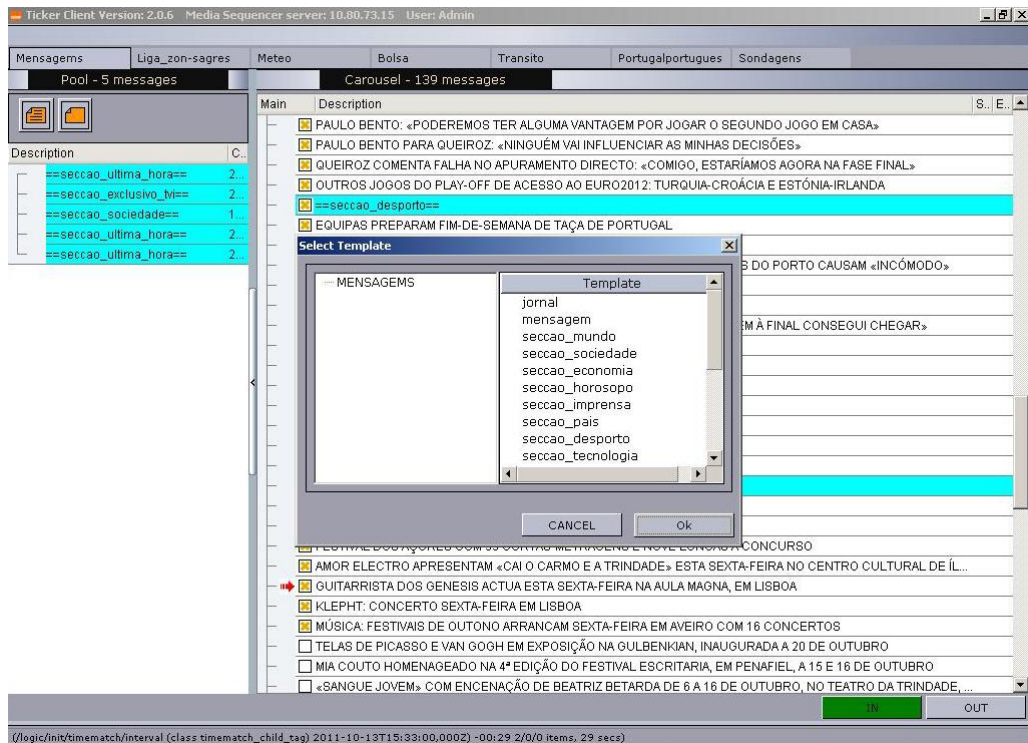 Ticker Client Version: 2.0.6 Media Sequencer server: 10.80.73.15 User: Admin
Mensagems Liga_zon-sagres Meteo Bolsa Transito Portugalportugues Sondagens
Pool - 5 messages
Carousel - 139 messages
Description C..
==seccao_ultima_hora== 2...
==seccao_exclusivo_tvi== 2...
==seccao_sociedade== 1...
==seccao_ultima_hora== 2...
==seccao_ultima_hora== 2...
Main Description S.. E..
PAULO BENTO: «PODEREMOS TER ALGUMA VANTAGEM POR JOGAR O SEGUNDO JOGO EM CASA»
PAULO BENTO PARA QUEIROZ: «NINGUÉM VAI INFLUENCIAR AS MINHAS DECISÕES»
QUEIROZ COMENTA FALHA NO APURAMENTO DIRECTO: «COMIGO, ESTARÍAMOS AGORA NA FASE FINAL»
OUTROS JOGOS DO PLAY-OFF DE ACESSO AO EURO2012: TURQUIA-CROÁCIA E ESTÓNIA-IRLANDA
==seccao_desporto==
EQUIPAS PREPARAM FIM-DE-SEMANA DE TAÇA DE PORTUGAL
S DO PORTO CAUSAM «INCÓMODO»
EM À FINAL CONSEGUI CHEGAR»
Select Template
MENSAGEMS
Template
jornal
mensagem
seccao_mundo
seccao_sociedade
seccao_economia
seccao_horosopo
seccao_imprensa
seccao_pais
seccao_desporto
seccao_tecnologia
CANCEL Ok
CONCURSO
AMOR ELECTRO APRESENTAM «CAI O CARMO E A TRINDADE» ESTA SEXTA-FEIRA NO CENTRO CULTURAL DE ÍL...
GUITARRISTA DOS GENESIS ACTUA ESTA SEXTA-FEIRA NA AULA MAGNA, EM LISBOA
KLEPHT: CONCERTO SEXTA-FEIRA EM LISBOA
MÚSICA: FESTIVAIS DE OUTONO ARRANCAM SEXTA-FEIRA EM AVEIRO COM 16 CONCERTOS
TELAS DE PICASSO E VAN GOGH EM EXPOSIÇÃO NA GULBENKIAN, INAUGURADA A 20 DE OUTUBRO
MIA COUTO HOMENAGEADO NA 4ª EDIÇÃO DO FESTIVAL ESCRITARIA, EM PENAFIEL, A 15 E 16 DE OUTUBRO
«SANGUE JOVEM» COM ENCENAÇÃO DE BEATRIZ BETARDA DE 6 A 16 DE OUTUBRO, NO TEATRO DA TRINDADE, ...
IN OUT
(/logic/init/timematch/interval (class timematch_child_tag) 2011-10-13T15:33:00,000Z) -00:29 2/0/0 items, 29 secs)